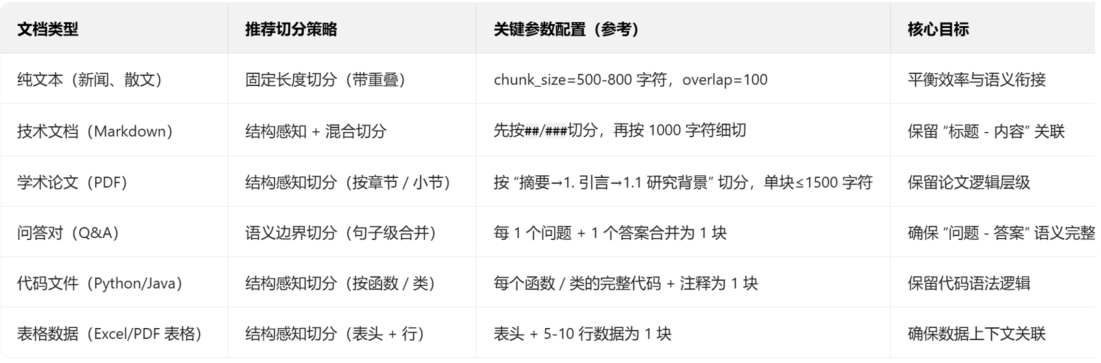 文档类型 推荐切分策略 关键参数配置（参考） 核心目标
纯文本（新闻、散文） 固定长度切分（带重叠） chunk_size=500-800 字符，overlap=100 平衡效率与语义衔接
技术文档（Markdown） 结构感知 + 混合切分 先按##/###切分，再按 1000 字符细切 保留 “标题 - 内容” 关联
学术论文（PDF） 结构感知切分（按章节 / 小节） 按 “摘要→1. 引言→1.1 研究背景” 切分，单块≤1500 字符 保留论文逻辑层级
问答对（Q&A） 语义边界切分（句子级合并） 每 1 个问题 + 1 个答案合并为 1 块 确保 “问题 - 答案” 语义完整
代码文件（Python/Java） 结构感知切分（按函数 / 类） 每个函数 / 类的完整代码 + 注释为 1 块 保留代码语法逻辑
表格数据（Excel/PDF 表格） 结构感知切分（表头 + 行） 表头 + 5-10 行数据为 1 块 确保数据上下文关联